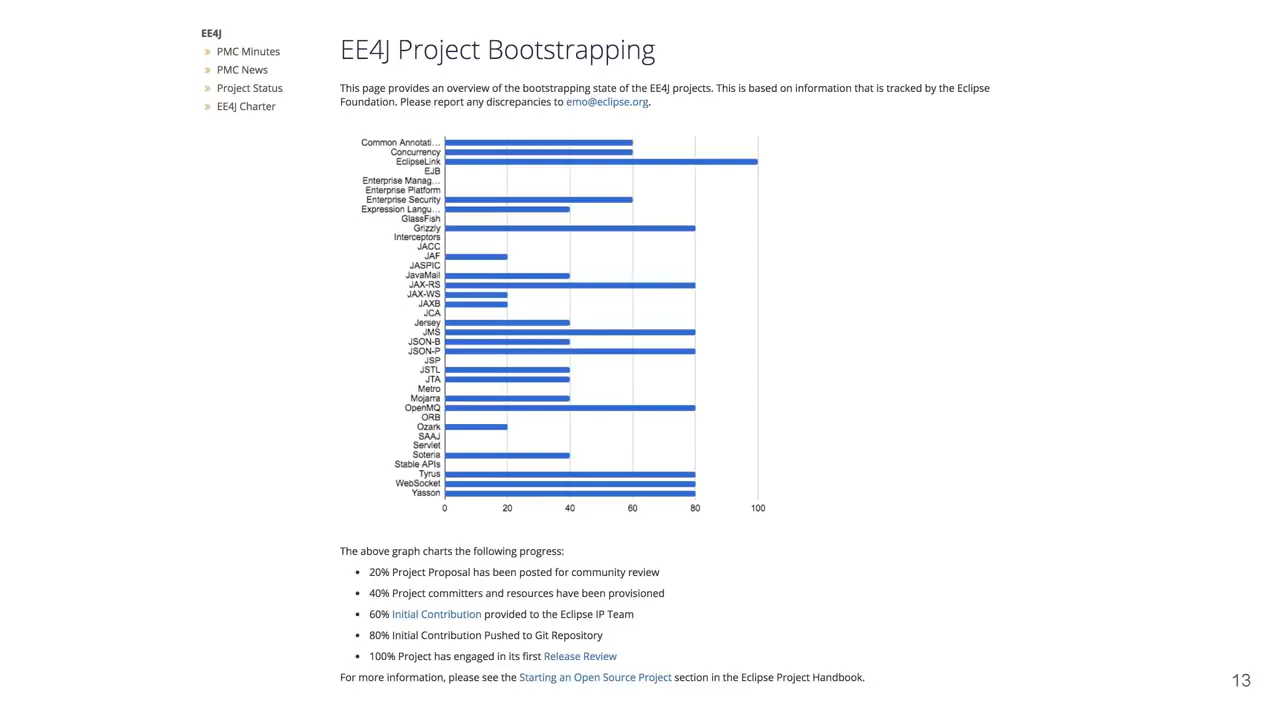 EE4J
» PMC Minutes
» PMC News
» Project Status
» EE4J Charter
EE4J Project Bootstrapping
This page provides an overview of the bootstrapping state of the EE4J projects. This is based on information that is tracked by the Eclipse
Foundation. Please report any discrepancies to emo@eclipse.org.
Common Annotati...
Concurrency
EclipseLink
EJB
Enterprise Manag...
Enterprise Platform
Enterprise Security
Expression Langu...
GlassFish
Grizzly
Interceptors
JACC
JAF
JASPIC
JavaMail
JAX-RS
JAX-WS
JAXB
JCA
Jersey
JMS
JSON-B
JSON-P
JSP
JSTL
JTA
Metro
Mojarra
OpenMQ
ORB
Ozark
SAAJ
Servlet
Soteria
Stable APIs
Tyrus
WebSocket
Yasson
0 20 40 60 80 100
The above graph charts the following progress:
• 20% Project Proposal has been posted for community review
• 40% Project committers and resources have been provisioned
• 60% Initial Contribution provided to the Eclipse IP Team
• 80% Initial Contribution Pushed to Git Repository
• 100% Project has engaged in its first Release Review
For more information, please see the Starting an Open Source Project section in the Eclipse Project Handbook.
13